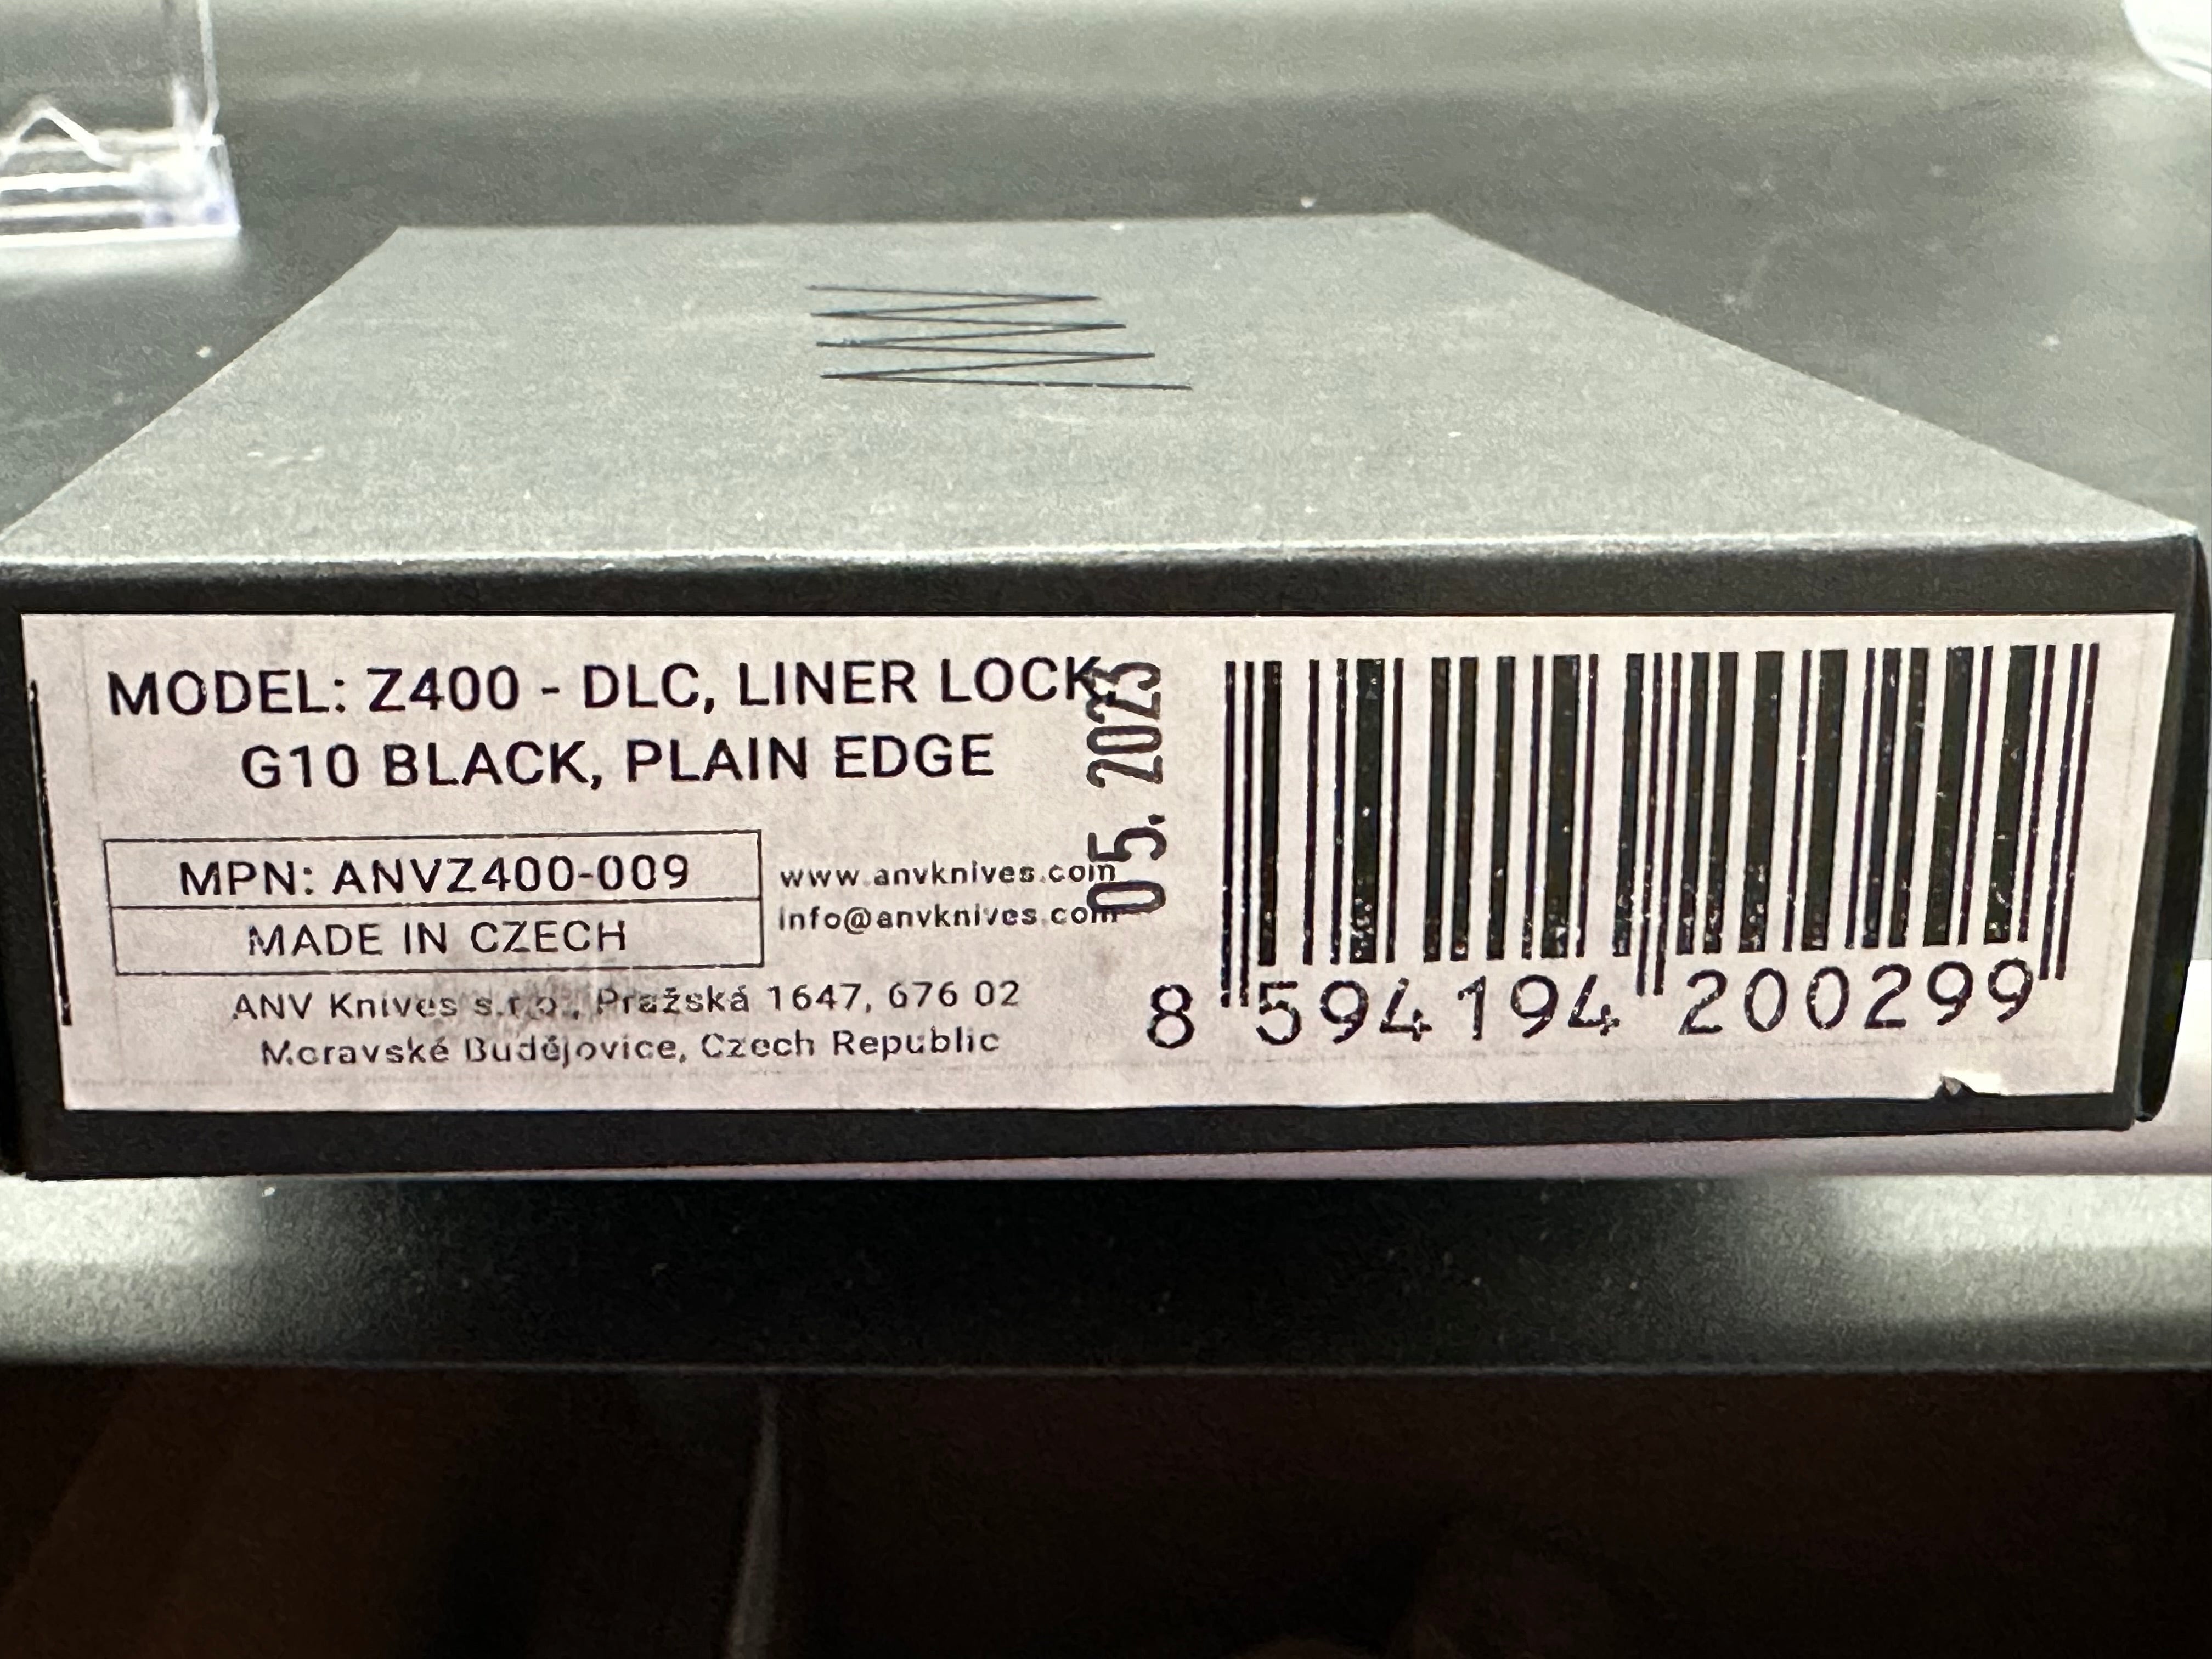 MODEL: Z400 - DLC, LINER LOCK
G10 BLACK, PLAIN EDGE
MPN: ANVZ400-009
MADE IN CZECH
www.anvknives.com
info@anvknives.com
ANV Knives s.r.o., Pražská 1647, 676 02
Moravské Budějovice, Czech Republic
05. 2023
8 594194 200299